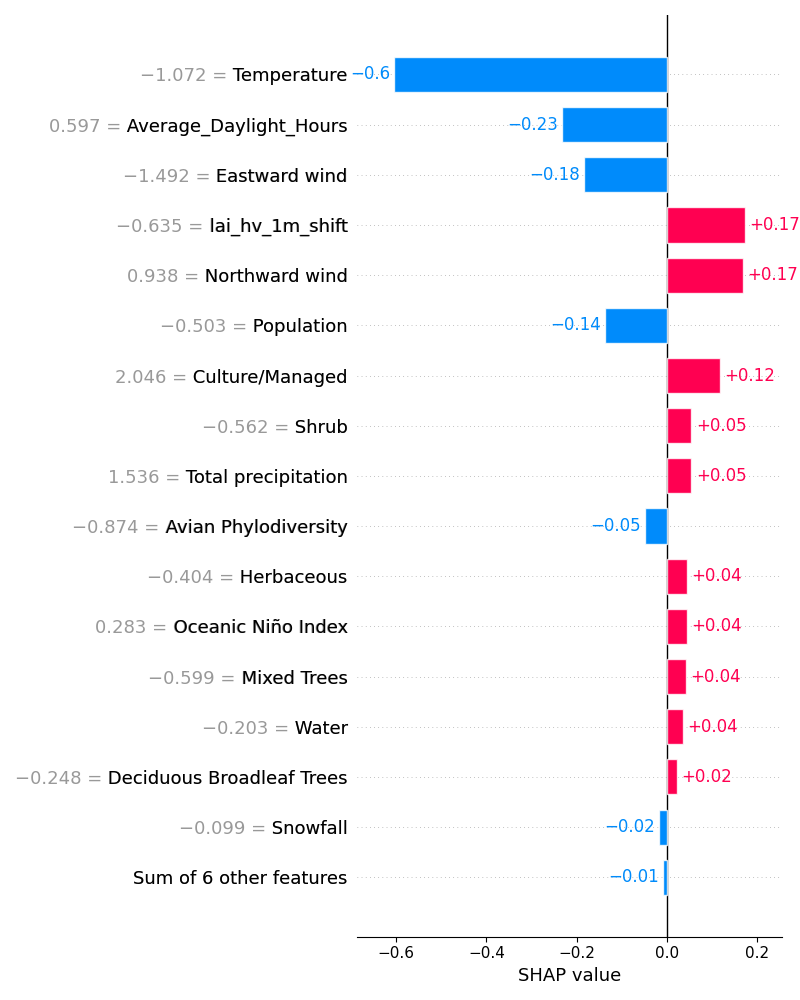 −1.072 = Temperature −0.6
0.597 = Average_Daylight_Hours −0.23
−1.492 = Eastward wind −0.18
−0.635 = lai_hv_1m_shift +0.17
0.938 = Northward wind +0.17
−0.503 = Population −0.14
2.046 = Culture/Managed +0.12
−0.562 = Shrub +0.05
1.536 = Total precipitation +0.05
−0.874 = Avian Phylodiversity −0.05
−0.404 = Herbaceous +0.04
0.283 = Oceanic Niño Index +0.04
−0.599 = Mixed Trees +0.04
−0.203 = Water +0.04
−0.248 = Deciduous Broadleaf Trees +0.02
−0.099 = Snowfall −0.02
Sum of 6 other features −0.01
−0.6 −0.4 −0.2 0.0 0.2
SHAP value